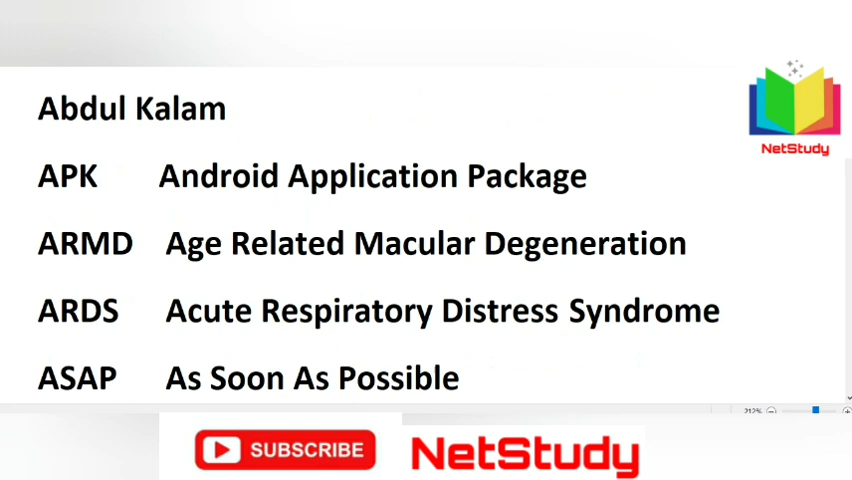 Abdul Kalam
NetStudy
APK Android Application Package
ARMD Age Related Macular Degeneration
ARDS Acute Respiratory Distress Syndrome
ASAP As Soon As Possible
212%
SUBSCRIBE NetStudy